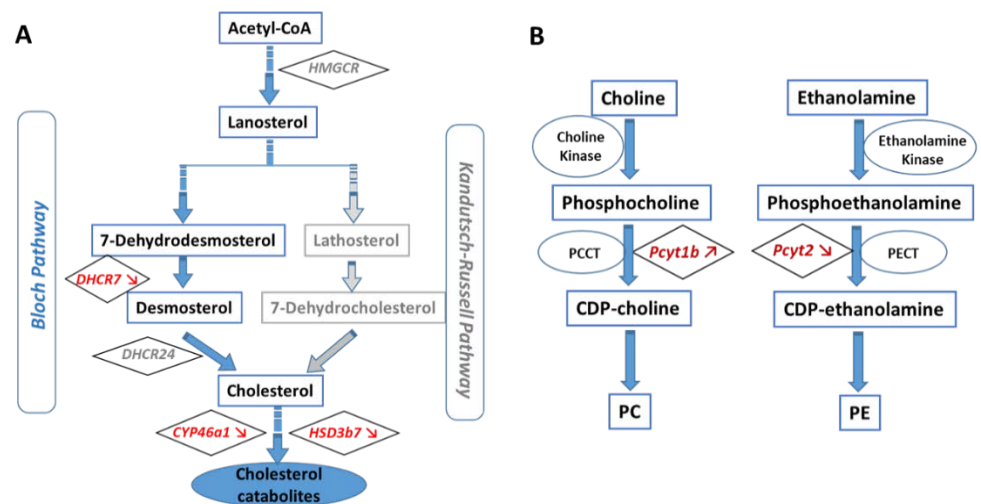 A
Acetyl-CoA
HMGCR
Lanosterol
Bloch Pathway
Kandutsch-Russell Pathway
7-Dehydrodesmosterol
Lathosterol
DHCR7 ↘
Desmosterol
7-Dehydrocholesterol
DHCR24
Cholesterol
CYP46a1 ↘
HSD3b7 ↘
Cholesterol
catabolites
B
Choline
Choline
Kinase
Phosphocholine
PCCT
Pcyt1b ↗
CDP-choline
PC
Ethanolamine
Ethanolamine
Kinase
Phosphoethanolamine
Pcyt2 ↘
PECT
CDP-ethanolamine
PE